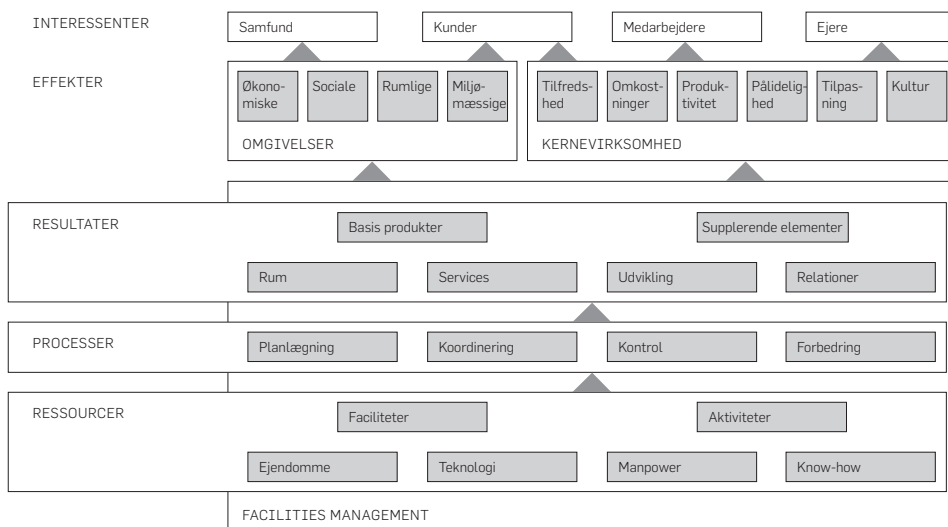 INTERESSENTER
Samfund
Kunder
Medarbejdere
Ejere
EFFEKTER
Økono-
miske
Sociale
Rumlige
Miljø-
mæssige
Tilfreds-
hed
Omkost-
ninger
Produk-
tivitet
Pålidelig-
hed
Tilpas-
ning
Kultur
OMGIVELSER
KERNEVIRKSOMHED
RESULTATER
Basis produkter
Supplerende elementer
Rum
Services
Udvikling
Relationer
PROCESSER
Planlægning
Koordinering
Kontrol
Forbedring
RESSOURCER
Faciliteter
Aktiviteter
Ejendomme
Teknologi
Manpower
Know-how
FACILITIES MANAGEMENT